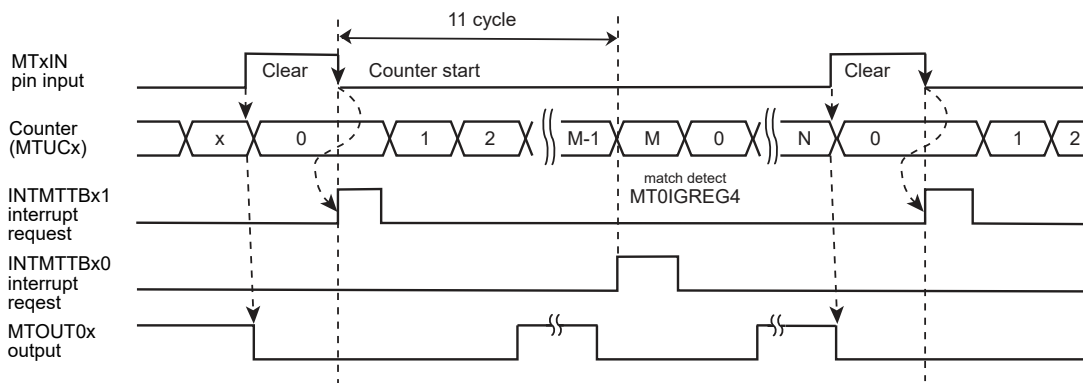 11 cycle
MTxIN
pin input
Clear
Counter start
Clear
Counter
(MTUCx)
x 0 1 2 M-1 M 0 N 0 1 2
match detect
MT0IGREG4
INTMTTBx1
interrupt
request
INTMTTBx0
interrupt
reqest
MTOUT0x
output